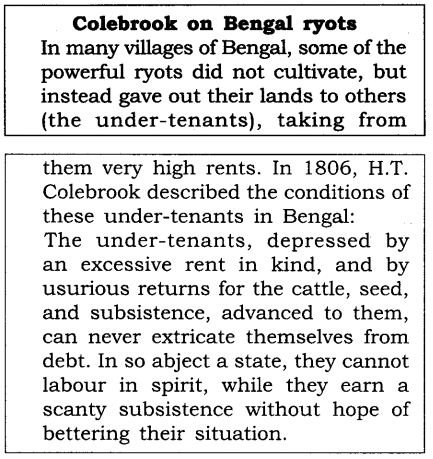 Colebrook on Bengal ryots
In many villages of Bengal, some of the
powerful ryots did not cultivate, but
instead gave out their lands to others
(the under-tenants), taking from
them very high rents. In 1806, H.T.
Colebrook described the conditions of
these under-tenants in Bengal:
The under-tenants, depressed by
an excessive rent in kind, and by
usurious returns for the cattle, seed,
and subsistence, advanced to them,
can never extricate themselves from
debt. In so abject a state, they cannot
labour in spirit, while they earn a
scanty subsistence without hope of
bettering their situation.